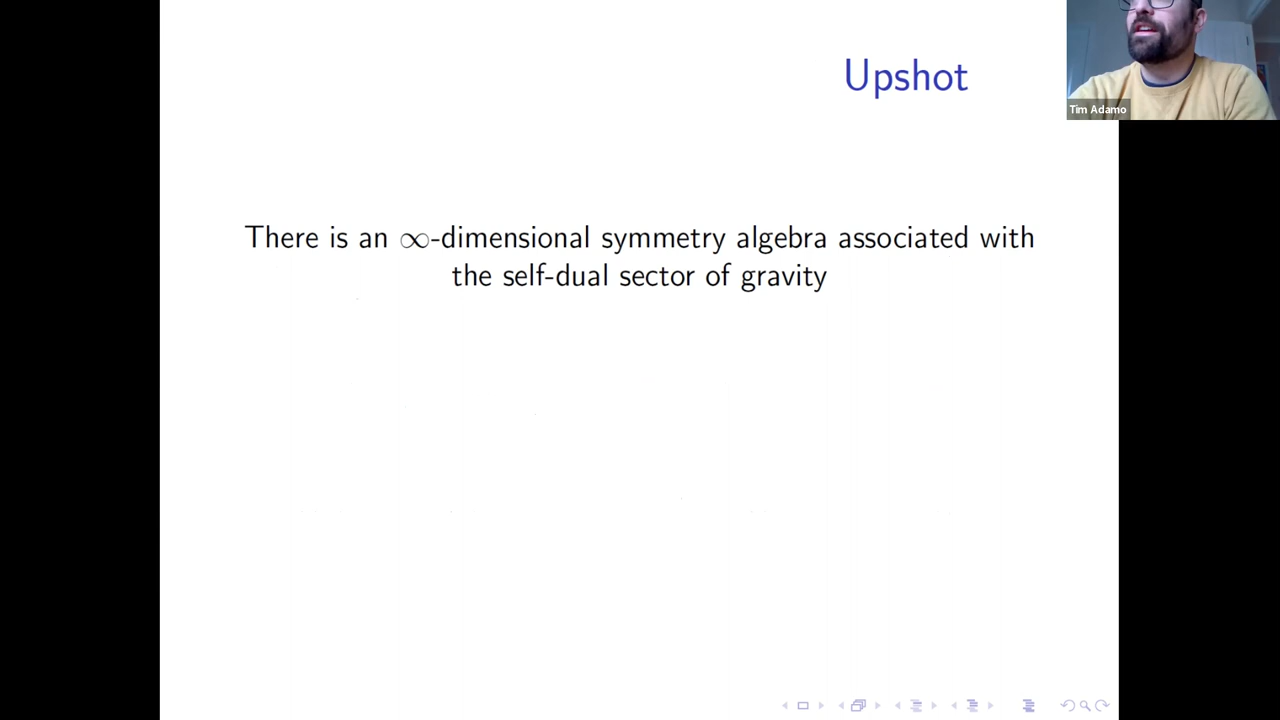 Upshot
Tim Adamo
There is an ∞-dimensional symmetry algebra associated with
the self-dual sector of gravity